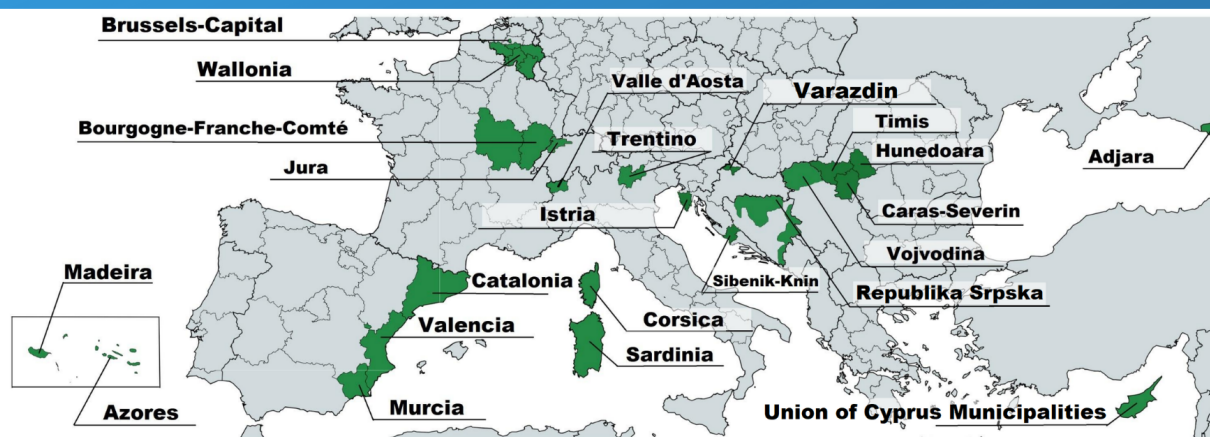 Brussels-Capital
Wallonia
Valle d'Aosta
Varazdin
Bourgogne-Franche-Comté
Trentino
Timis
Hunedoara
Jura
Adjara
Istria
Caras-Severin
Vojvodina
Madeira
Catalonia
Sibenik-Knin
Republika Srpska
Valencia
Corsica
Sardinia
Azores
Murcia
Union of Cyprus Municipalities